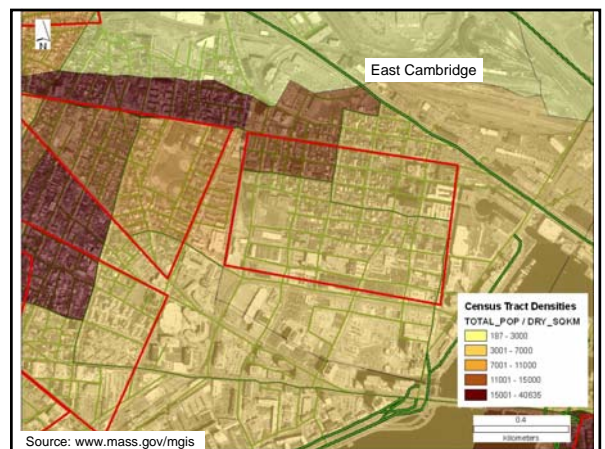 N
East Cambridge
Census Tract Densities
TOTAL_POP / DRY_SQKM
187 - 3000
3001 - 7000
7001 - 11000
11001 - 15000
15001 - 40635
0.4
kilometers
Source: www.mass.gov/mgis